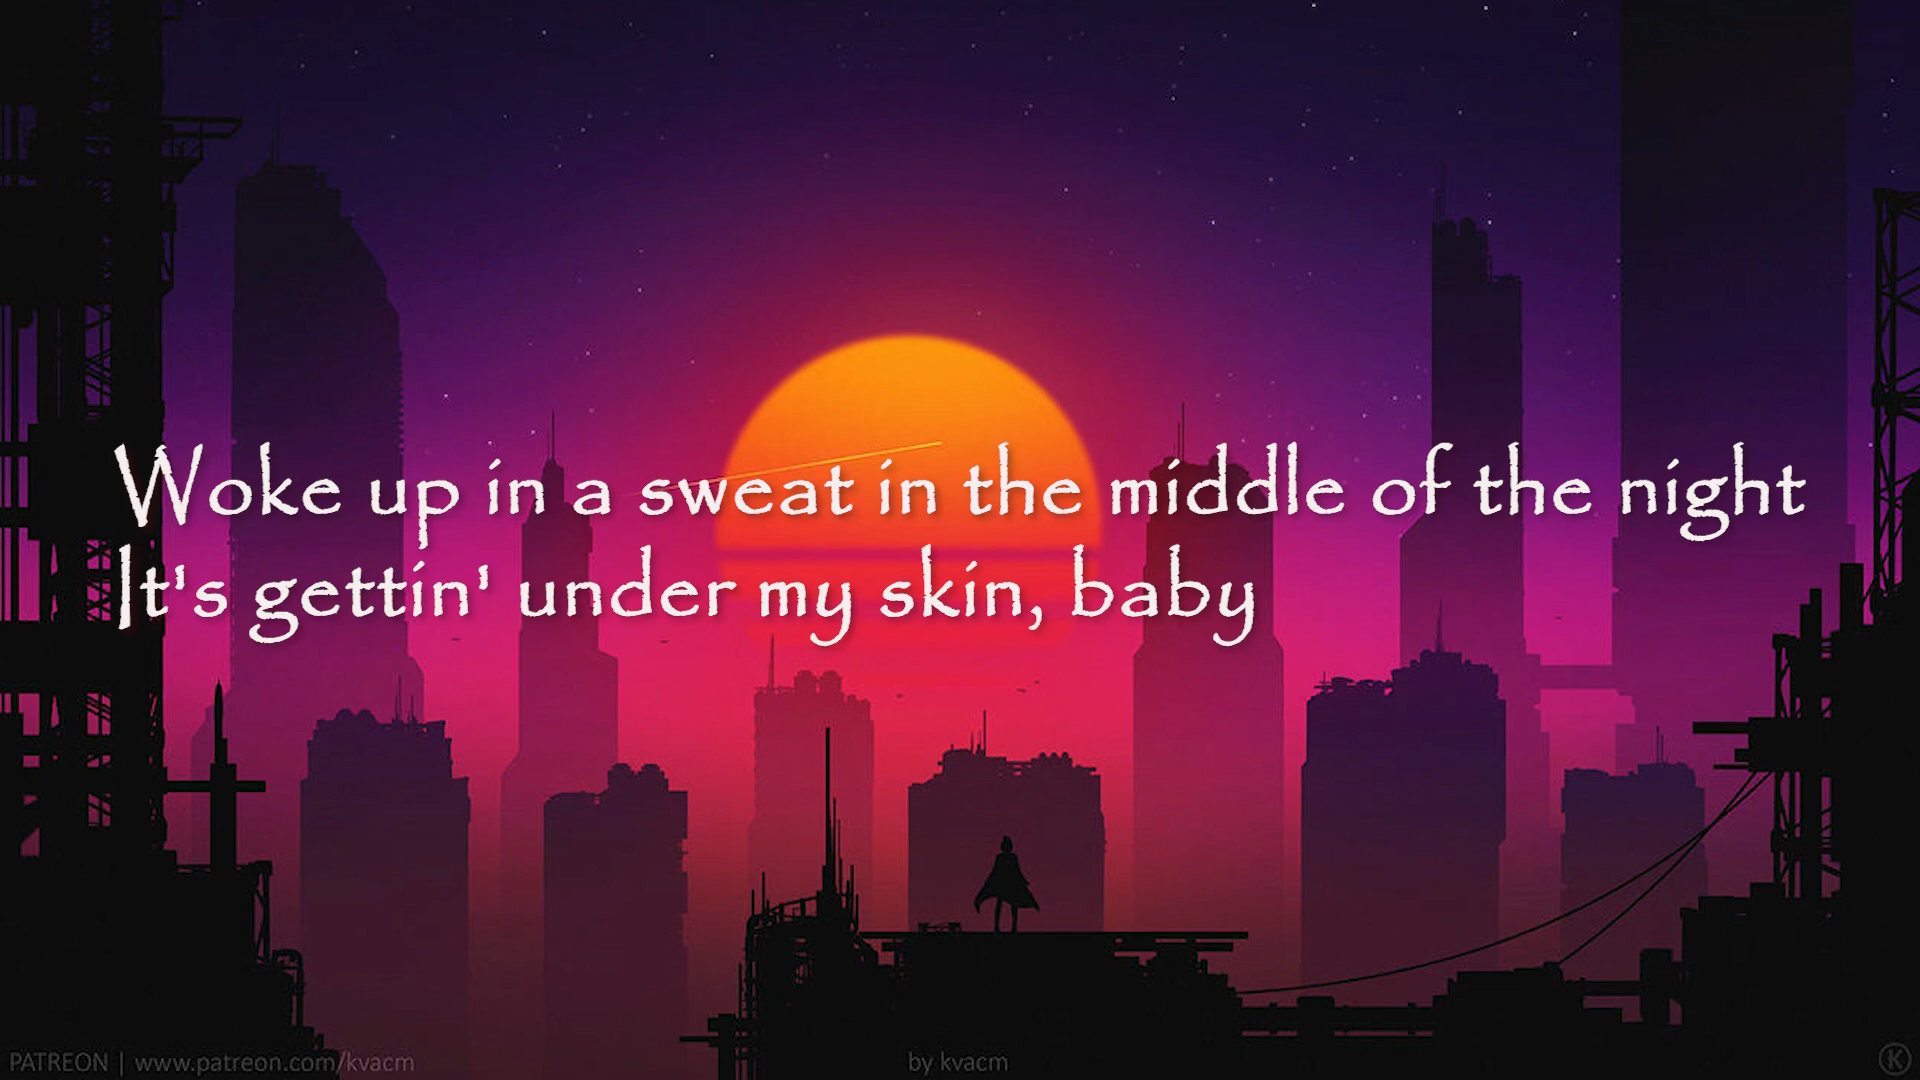 Woke up in a sweat in the middle of the night
It's gettin' under my skin, baby
PATREON | www.patreon.com/kvacm
by kvacm
K